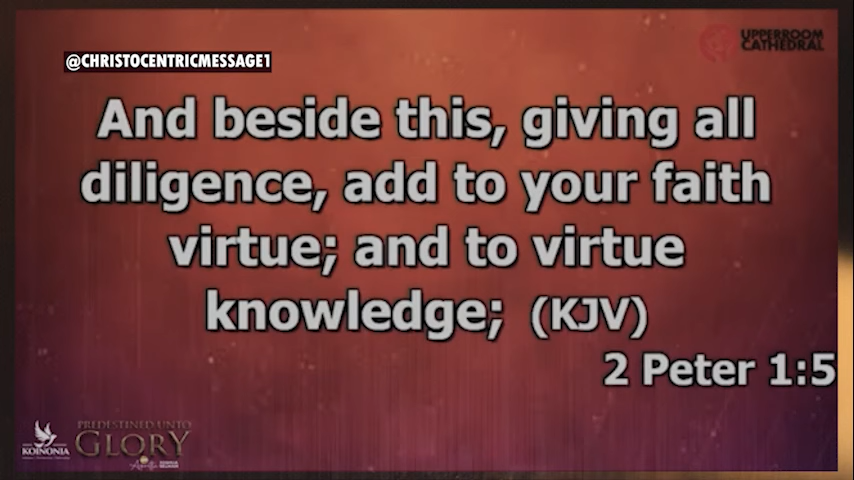 @CHRISTOCENTRICMESSAGE1
UPPERROOM
CATHEDRAL
And beside this, giving all
diligence, add to your faith
virtue; and to virtue
knowledge; (KJV)
2 Peter 1:5
KOINONIA
PREDESTINED UNTO
GLORY